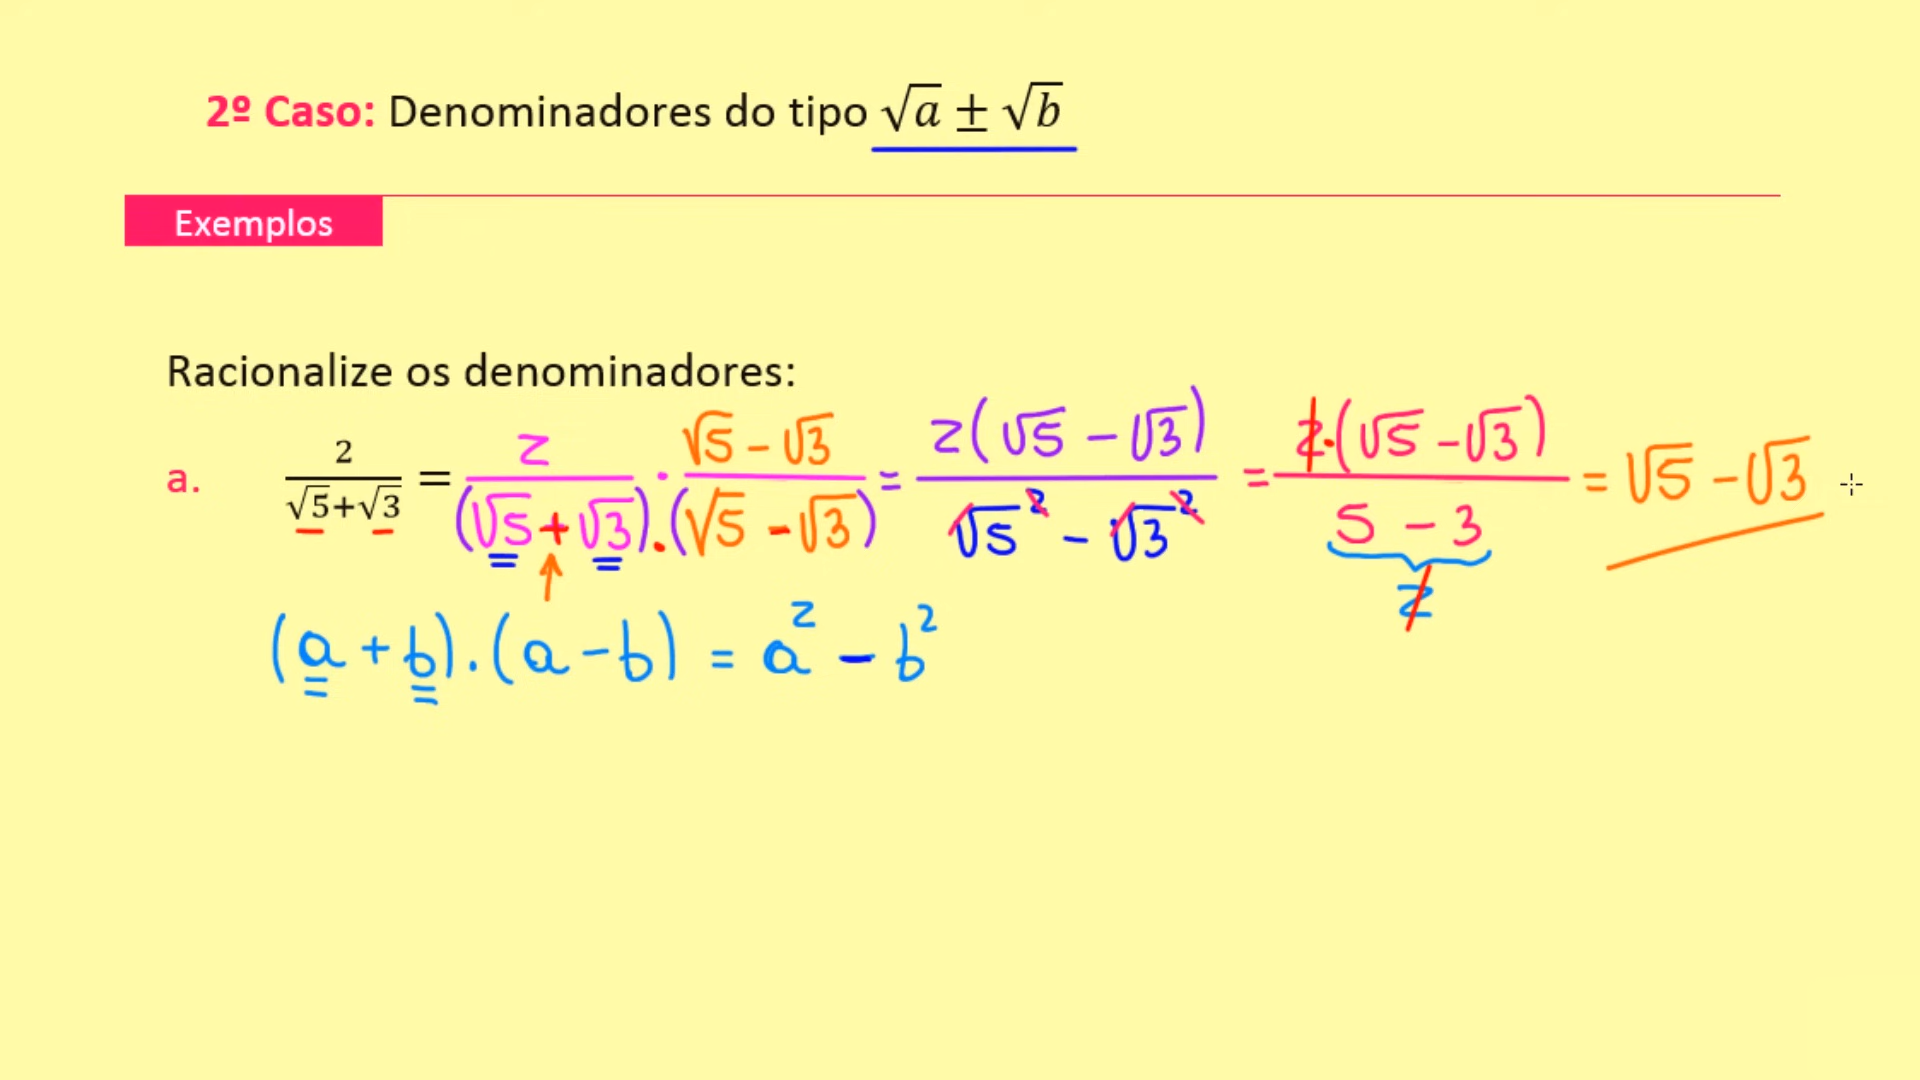 2º Caso: Denominadores do tipo √a ± √b
Exemplos
Racionalize os denominadores:
a. 2/(√5+√3) = 2/(√5 + √3) · (√5 − √3)/(√5 − √3) = 2(√5 − √3)/(√5² − √3²) = 2·(√5 − √3)/(5 − 3) = √5 − √3
2
(a + b).(a − b) = a² − b²